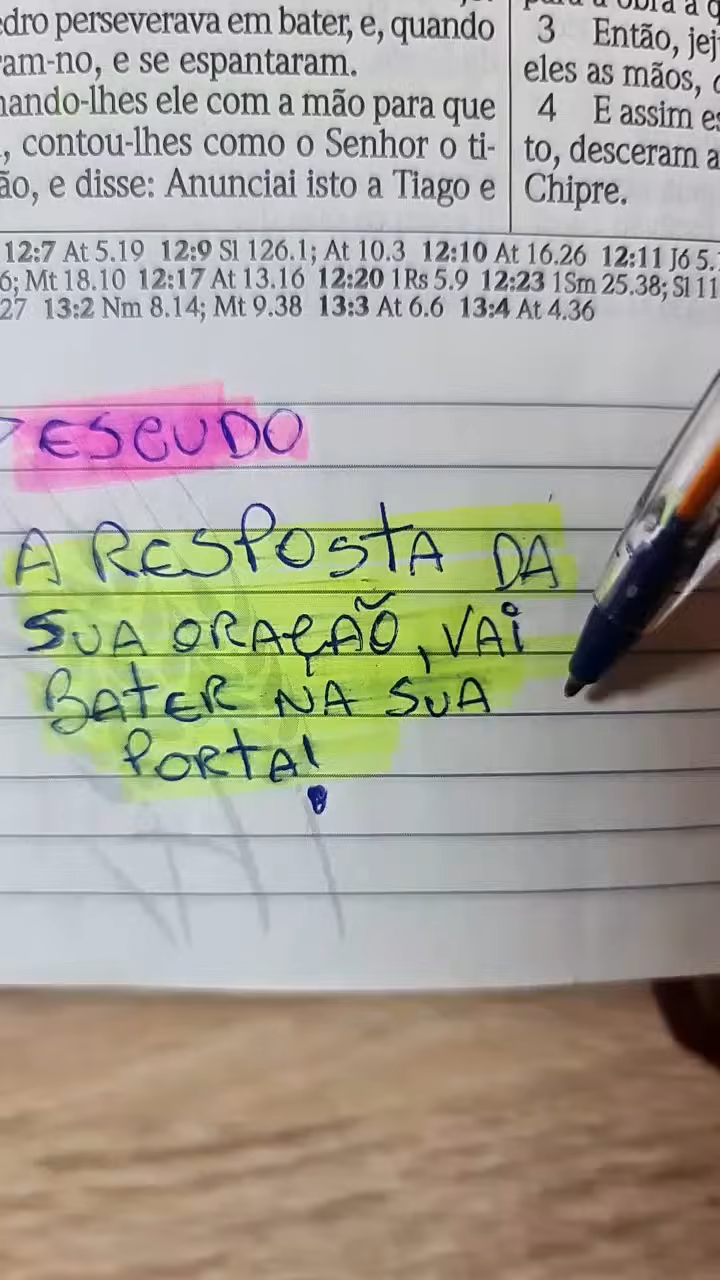 edro perseverava em bater, e, quando
ram-no, e se espantaram.
nando-lhes ele com a mão para que
, contou-lhes como o Senhor o ti-
ão, e disse: Anunciai isto a Tiago e
3 Então, jej
eles as mãos,
4 E assim es
to, desceram a
Chipre.
12:7 At 5.19 12:9 Sl 126.1; At 10.3 12:10 At 16.26 12:11 Jó 5.
6; Mt 18.10 12:17 At 13.16 12:20 1Rs 5.9 12:23 1Sm 25.38; Sl 11
27 13:2 Nm 8.14; Mt 9.38 13:3 At 6.6 13:4 At 4.36
ESCUDO
A RESPOSTA DA
SUA ORAÇÃO, VAI
BATER NA SUA
PORTA!